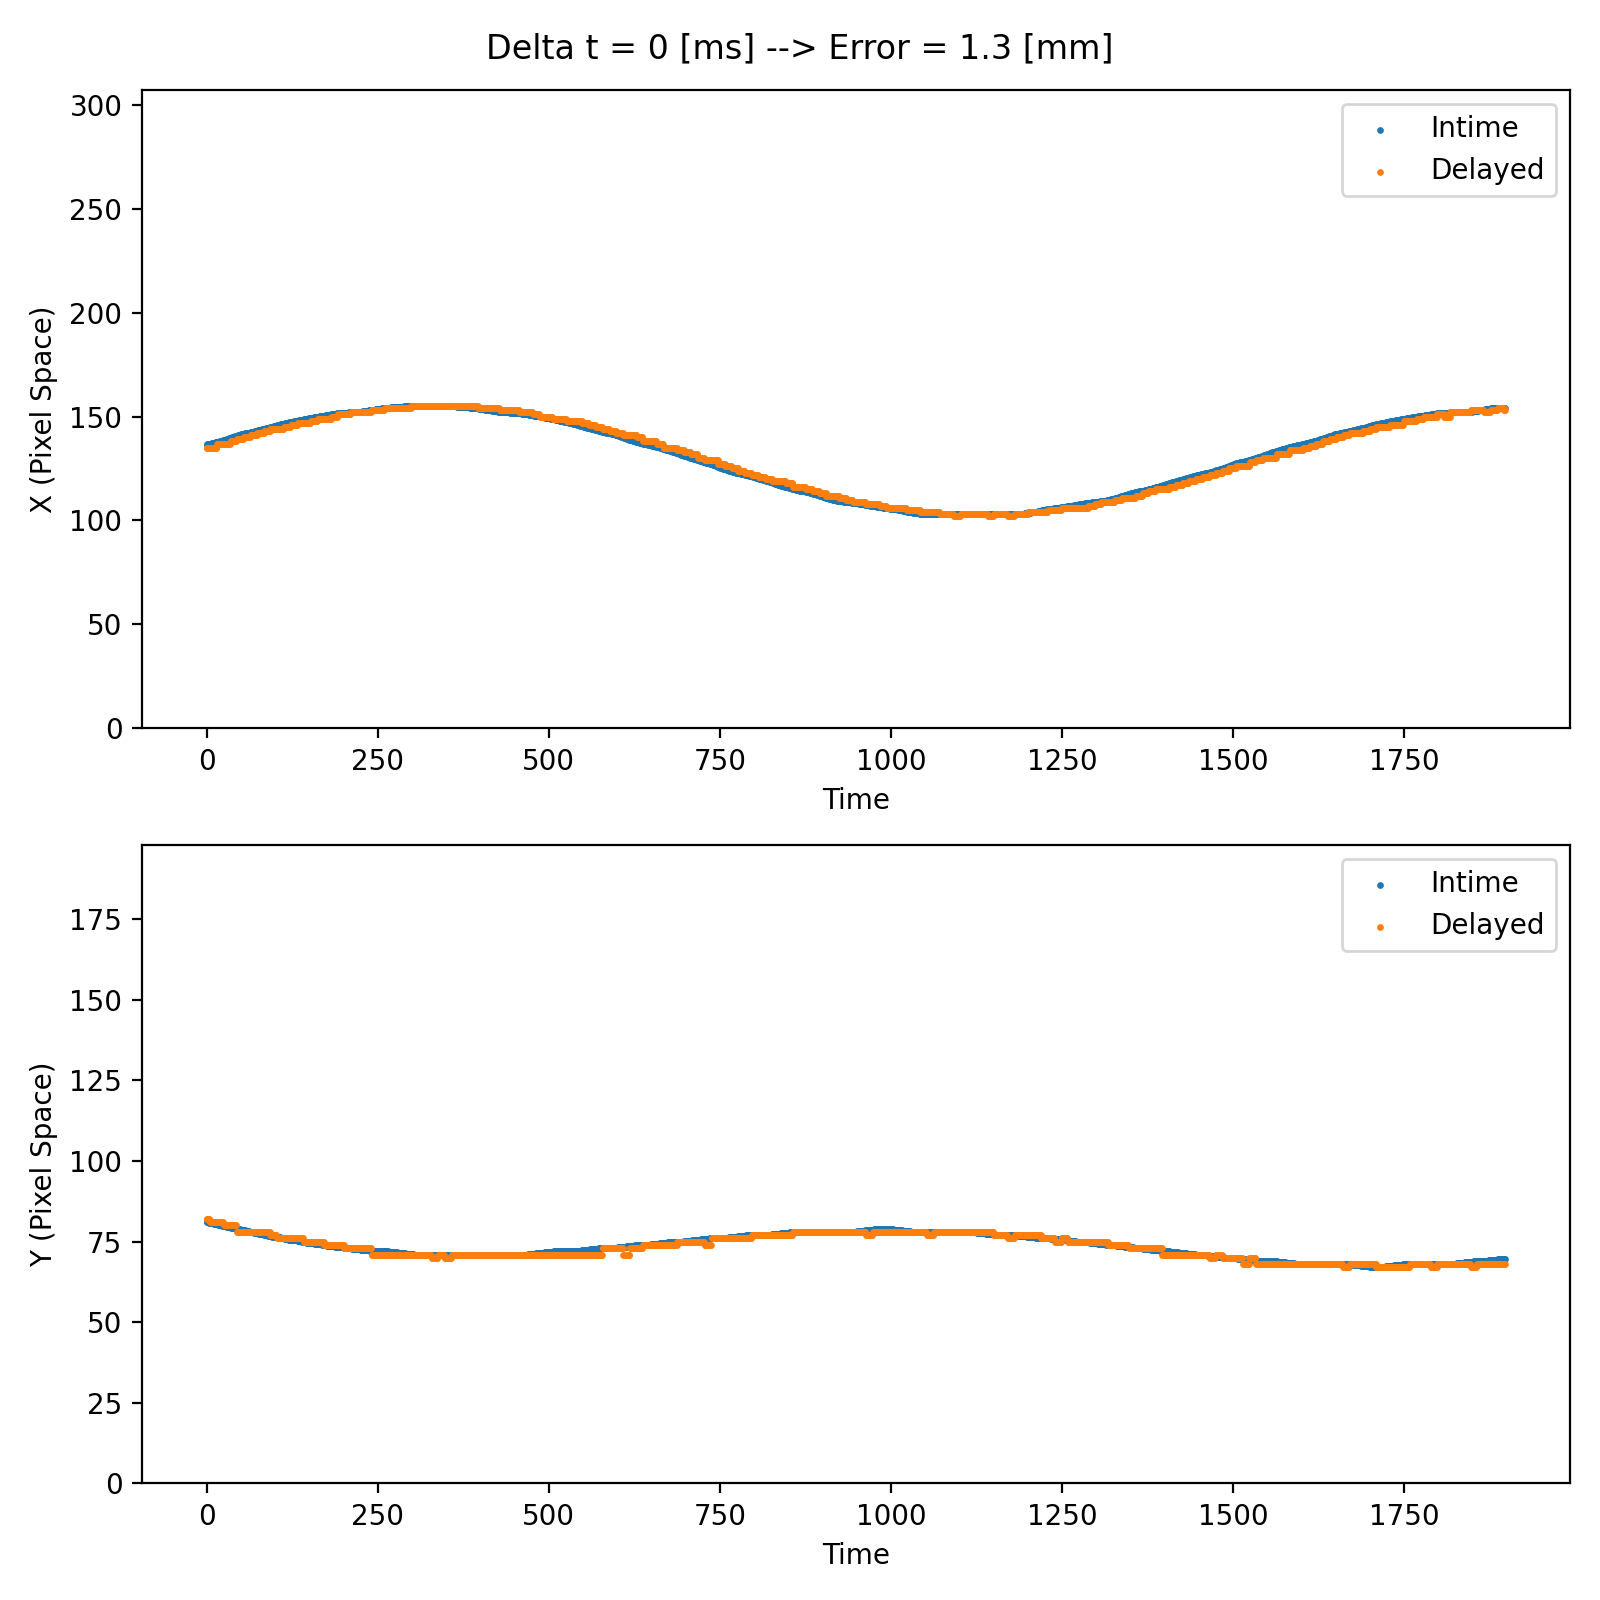 Delta t = 0 [ms] --> Error = 1.3 [mm]
300
250
200
150
100
50
0
X (Pixel Space)
Intime
Delayed
0 250 500 750 1000 1250 1500 1750
Time
175
150
125
100
75
50
25
0
Y (Pixel Space)
Intime
Delayed
0 250 500 750 1000 1250 1500 1750
Time